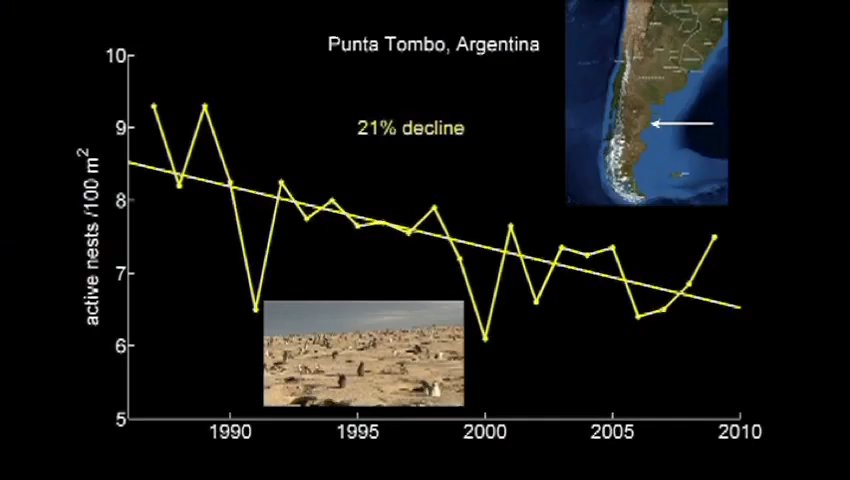 Punta Tombo, Argentina
21% decline
active nests /100 m²
10
9
8
7
6
5
1990 1995 2000 2005 2010